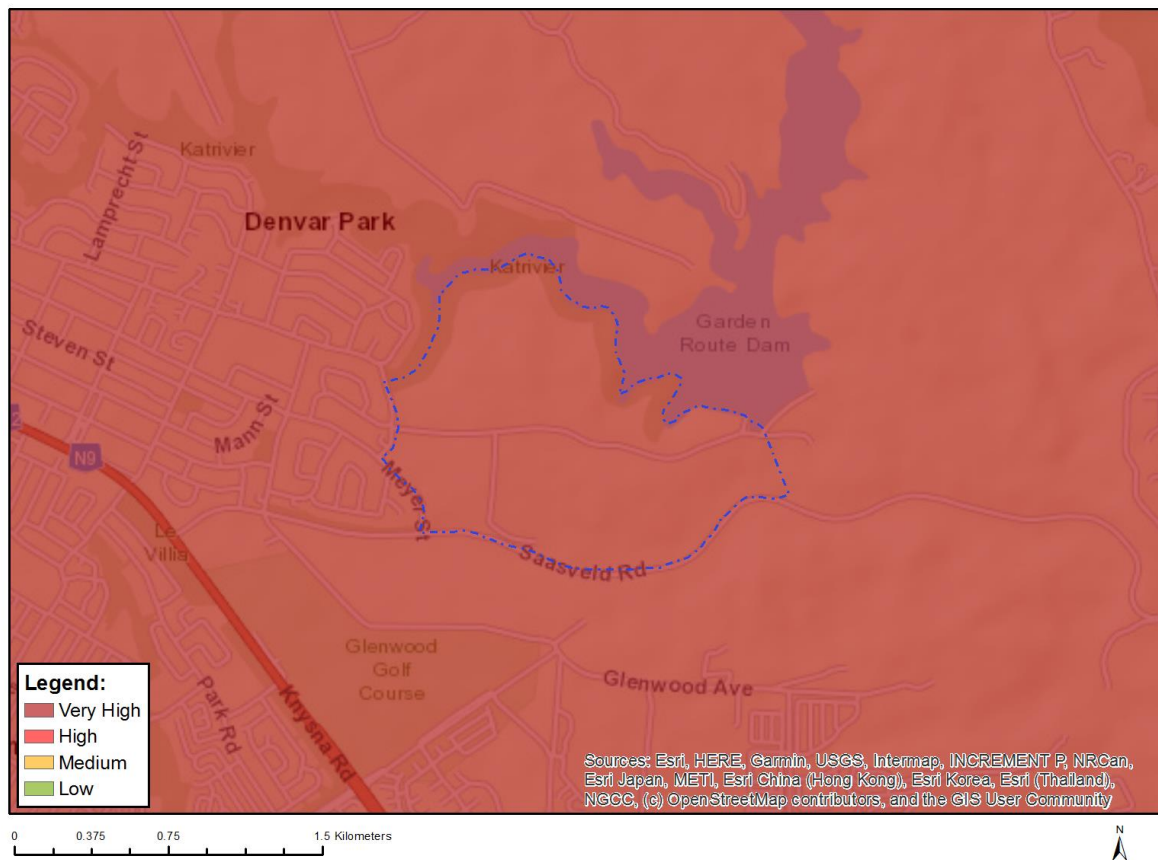 Lamprecht St
Katrivier
Denvar Park
Katrivier
Garden
Route Dam
Steven St
Mann St
N9
Meyer St
Le
Villia
Saasveld Rd
Glenwood
Golf
Course
Glenwood Ave
Park Rd
Knysna Rd
Legend:
Very High
High
Medium
Low
Sources: Esri, HERE, Garmin, USGS, Intermap, INCREMENT P, NRCan,
Esri Japan, METI, Esri China (Hong Kong), Esri Korea, Esri (Thailand),
NGCC, (c) OpenStreetMap contributors, and the GIS User Community
0 0.375 0.75 1.5 Kilometers
N